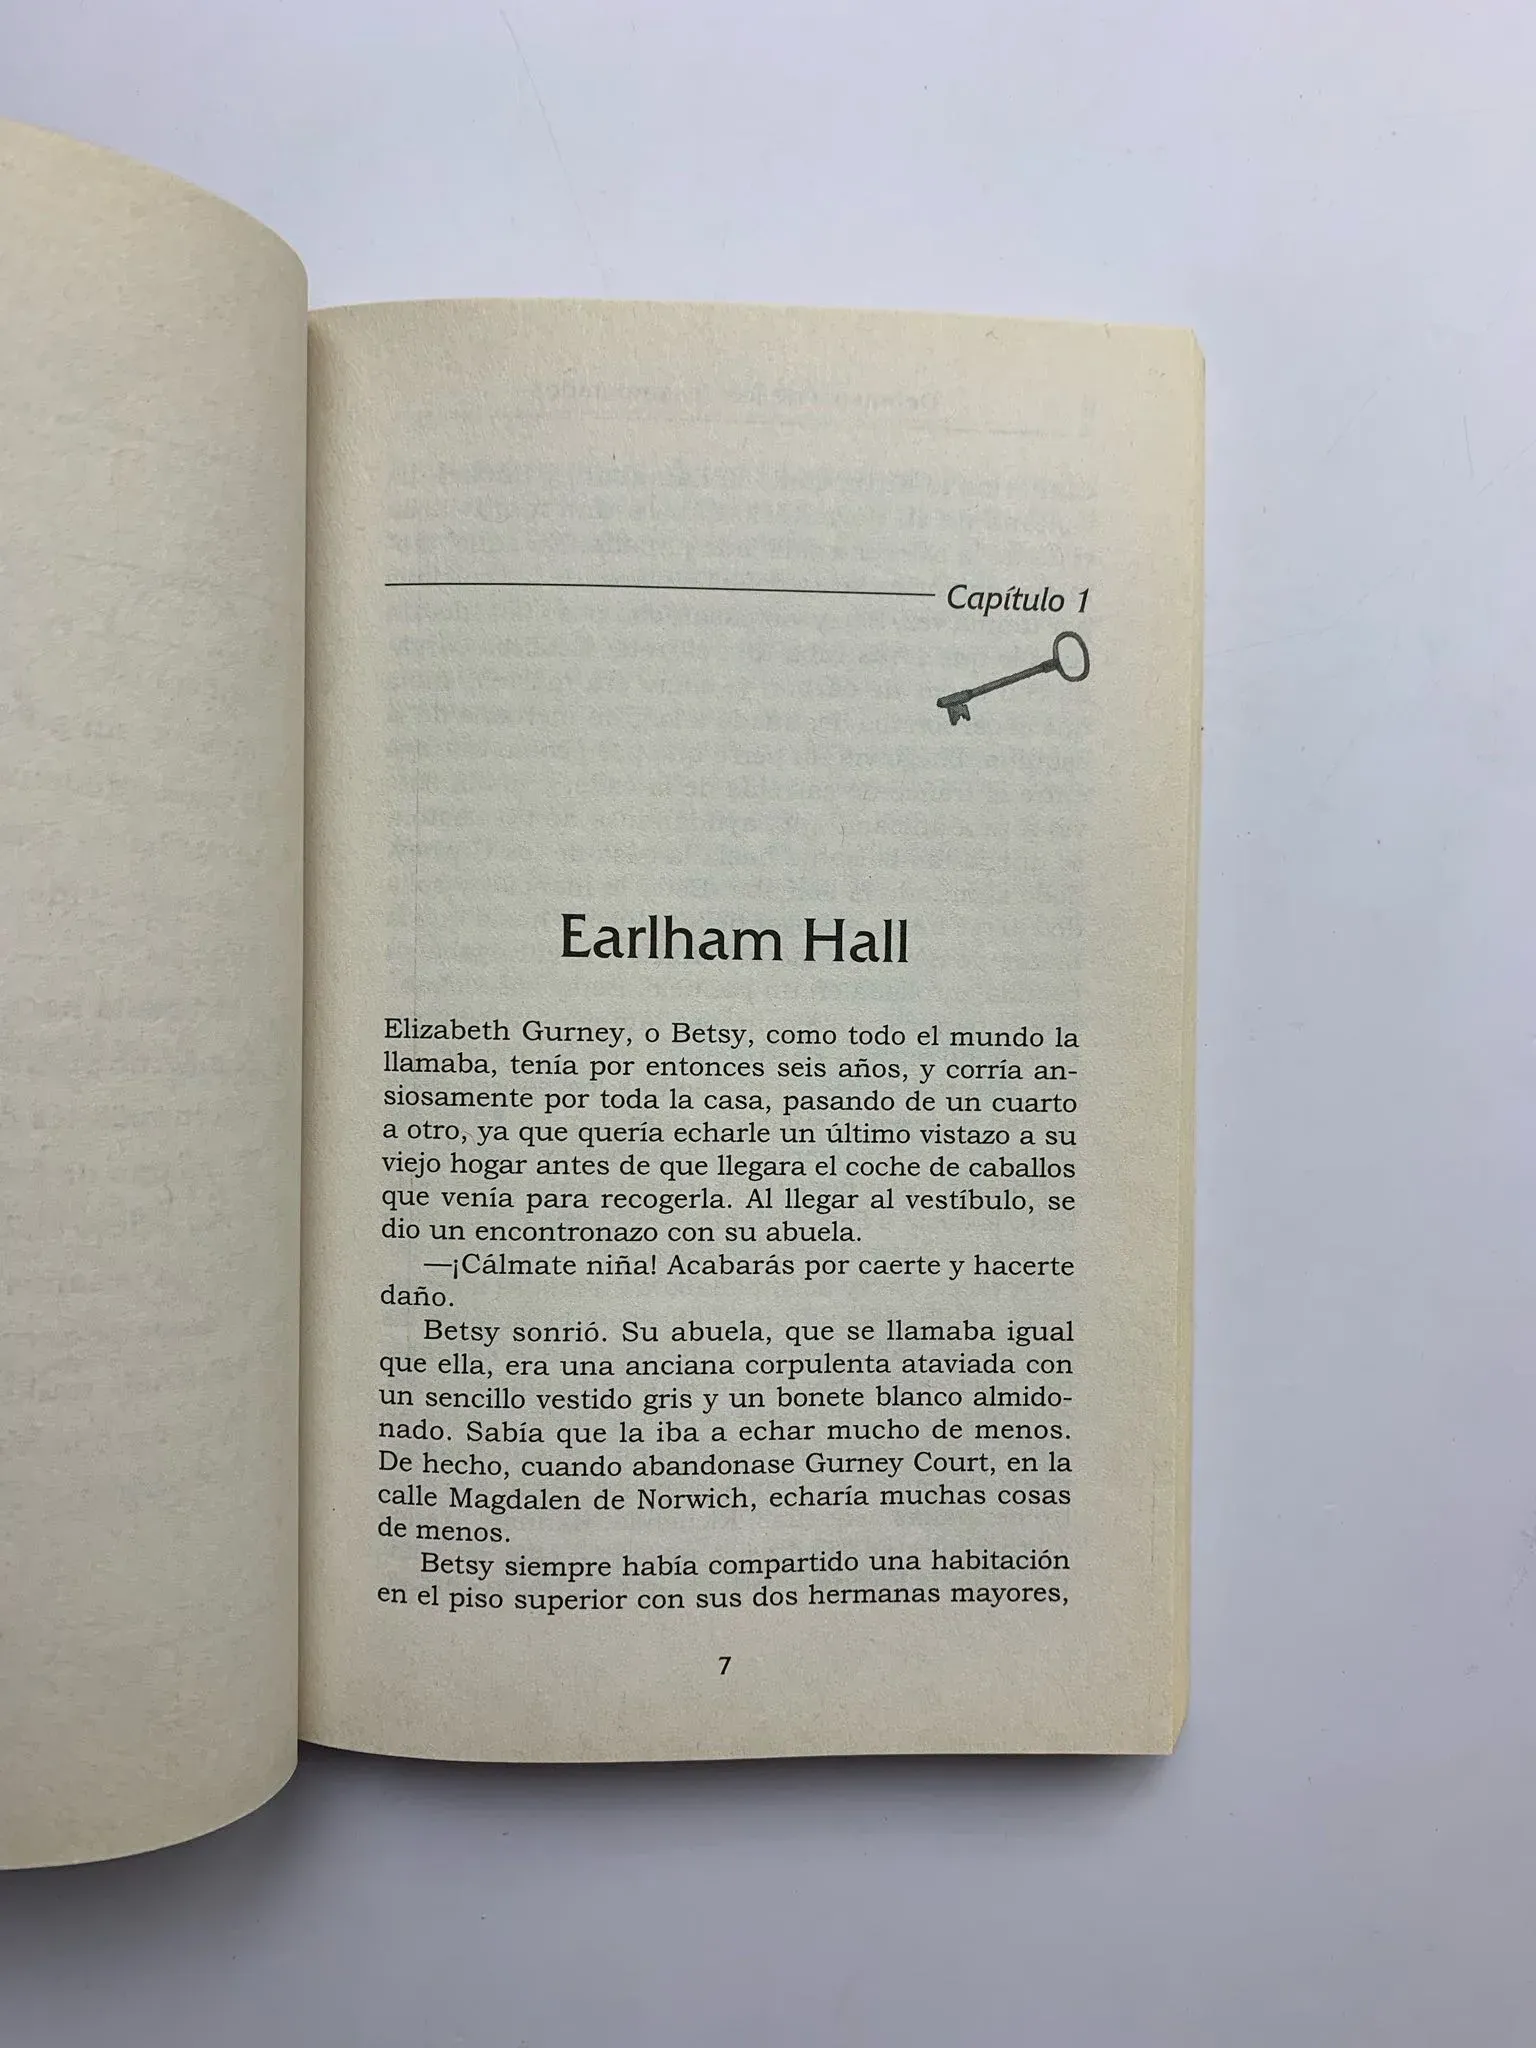 Capítulo 1
Earlham Hall
Elizabeth Gurney, o Betsy, como todo el mundo la
llamaba, tenía por entonces seis años, y corría an-
siosamente por toda la casa, pasando de un cuarto
a otro, ya que quería echarle un último vistazo a su
viejo hogar antes de que llegara el coche de caballos
que venía para recogerla. Al llegar al vestíbulo, se
dio un encontronazo con su abuela.
—¡Cálmate niña! Acabarás por caerte y hacerte
daño.
Betsy sonrió. Su abuela, que se llamaba igual
que ella, era una anciana corpulenta ataviada con
un sencillo vestido gris y un bonete blanco almido-
nado. Sabía que la iba a echar mucho de menos.
De hecho, cuando abandonase Gurney Court, en la
calle Magdalen de Norwich, echaría muchas cosas
de menos.
Betsy siempre había compartido una habitación
en el piso superior con sus dos hermanas mayores,
7